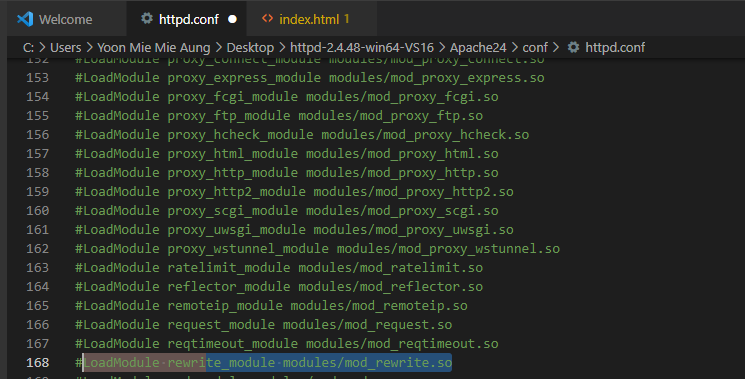 Welcome
httpd.conf
index.html 1
C: > Users > Yoon Mie Mie Aung > Desktop > httpd-2.4.48-win64-VS16 > Apache24 > conf > httpd.conf
152 #LoadModule proxy_connect_module modules/mod_proxy_connect.so
153 #LoadModule proxy_express_module modules/mod_proxy_express.so
154 #LoadModule proxy_fcgi_module modules/mod_proxy_fcgi.so
155 #LoadModule proxy_ftp_module modules/mod_proxy_ftp.so
156 #LoadModule proxy_hcheck_module modules/mod_proxy_hcheck.so
157 #LoadModule proxy_html_module modules/mod_proxy_html.so
158 #LoadModule proxy_http_module modules/mod_proxy_http.so
159 #LoadModule proxy_http2_module modules/mod_proxy_http2.so
160 #LoadModule proxy_scgi_module modules/mod_proxy_scgi.so
161 #LoadModule proxy_uwsgi_module modules/mod_proxy_uwsgi.so
162 #LoadModule proxy_wstunnel_module modules/mod_proxy_wstunnel.so
163 #LoadModule ratelimit_module modules/mod_ratelimit.so
164 #LoadModule reflector_module modules/mod_reflector.so
165 #LoadModule remoteip_module modules/mod_remoteip.so
166 #LoadModule request_module modules/mod_request.so
167 #LoadModule reqtimeout_module modules/mod_reqtimeout.so
168 #LoadModule rewrite_module modules/mod_rewrite.so